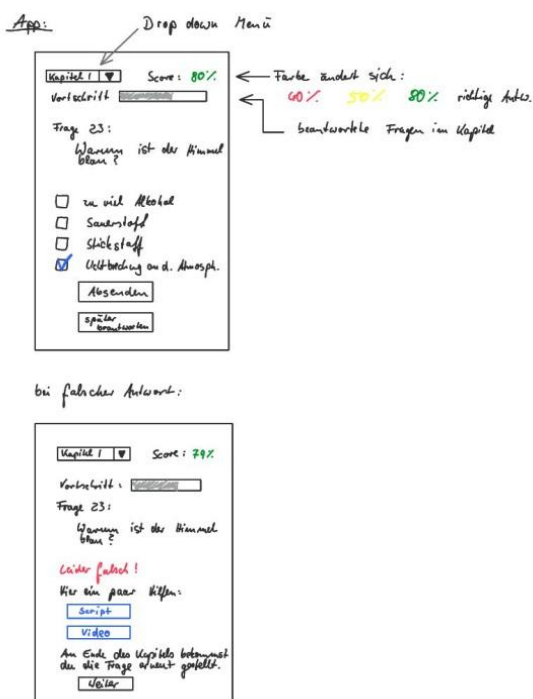 App:
Drop down Menü
Kapitel 1
Score: 80%
Farbe ändert sich:
Vortschritt
60% 50% 80% richtige Antw.
beantwortete Fragen im Kapitel
Frage 23:
Warum ist der Himmel
blau?
zu viel Alkohol
Sauerstoff
Stickstoff
an d. Atmosph.
Absenden
später
beantworten
bei falscher Antwort:
Kapitel 1
Score: 79%
Vortschritt:
Frage 23:
Warum ist der Himmel
blau?
Leider falsch!
Hier ein paar Hilfen:
Script
Video
Am Ende des Kapitels bekommst
du die Frage erneut gestellt.
Weiter